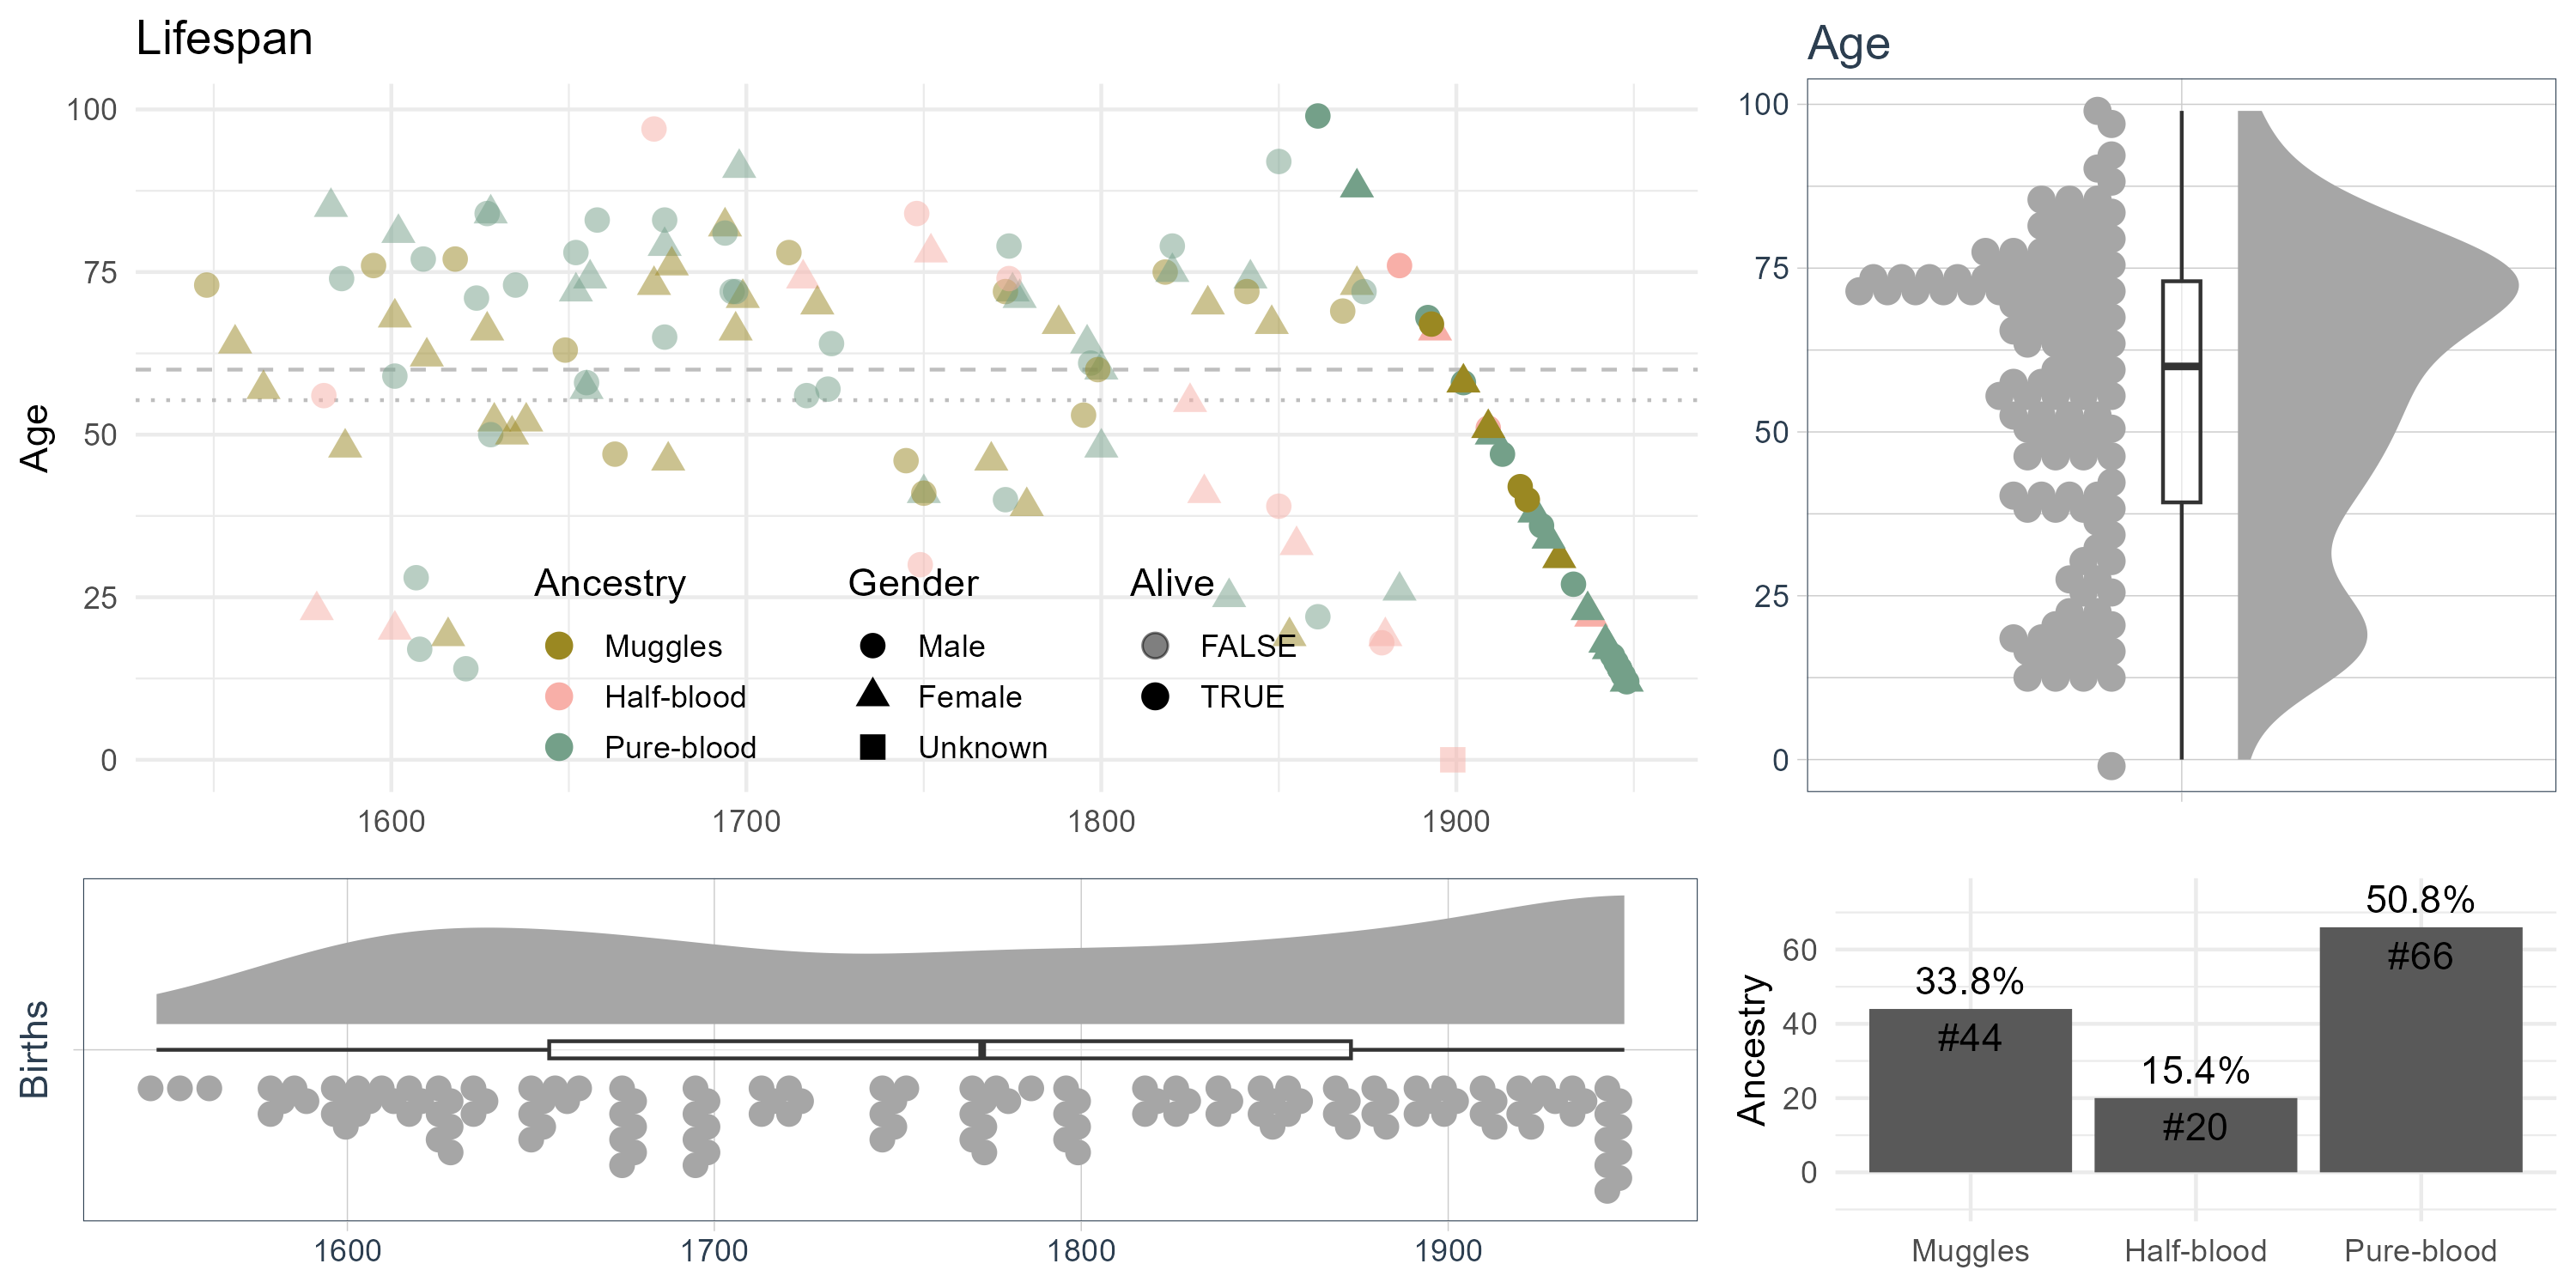 Lifespan
Age
100
75
50
25
0
Age
Ancestry
Gender
Alive
Muggles
Male
FALSE
Half-blood
Female
TRUE
Pure-blood
Unknown
1600
1700
1800
1900
Age
100
75
50
25
0
Births
1600
1700
1800
1900
Ancestry
60
40
20
0
33.8%
#44
15.4%
#20
50.8%
#66
Muggles
Half-blood
Pure-blood